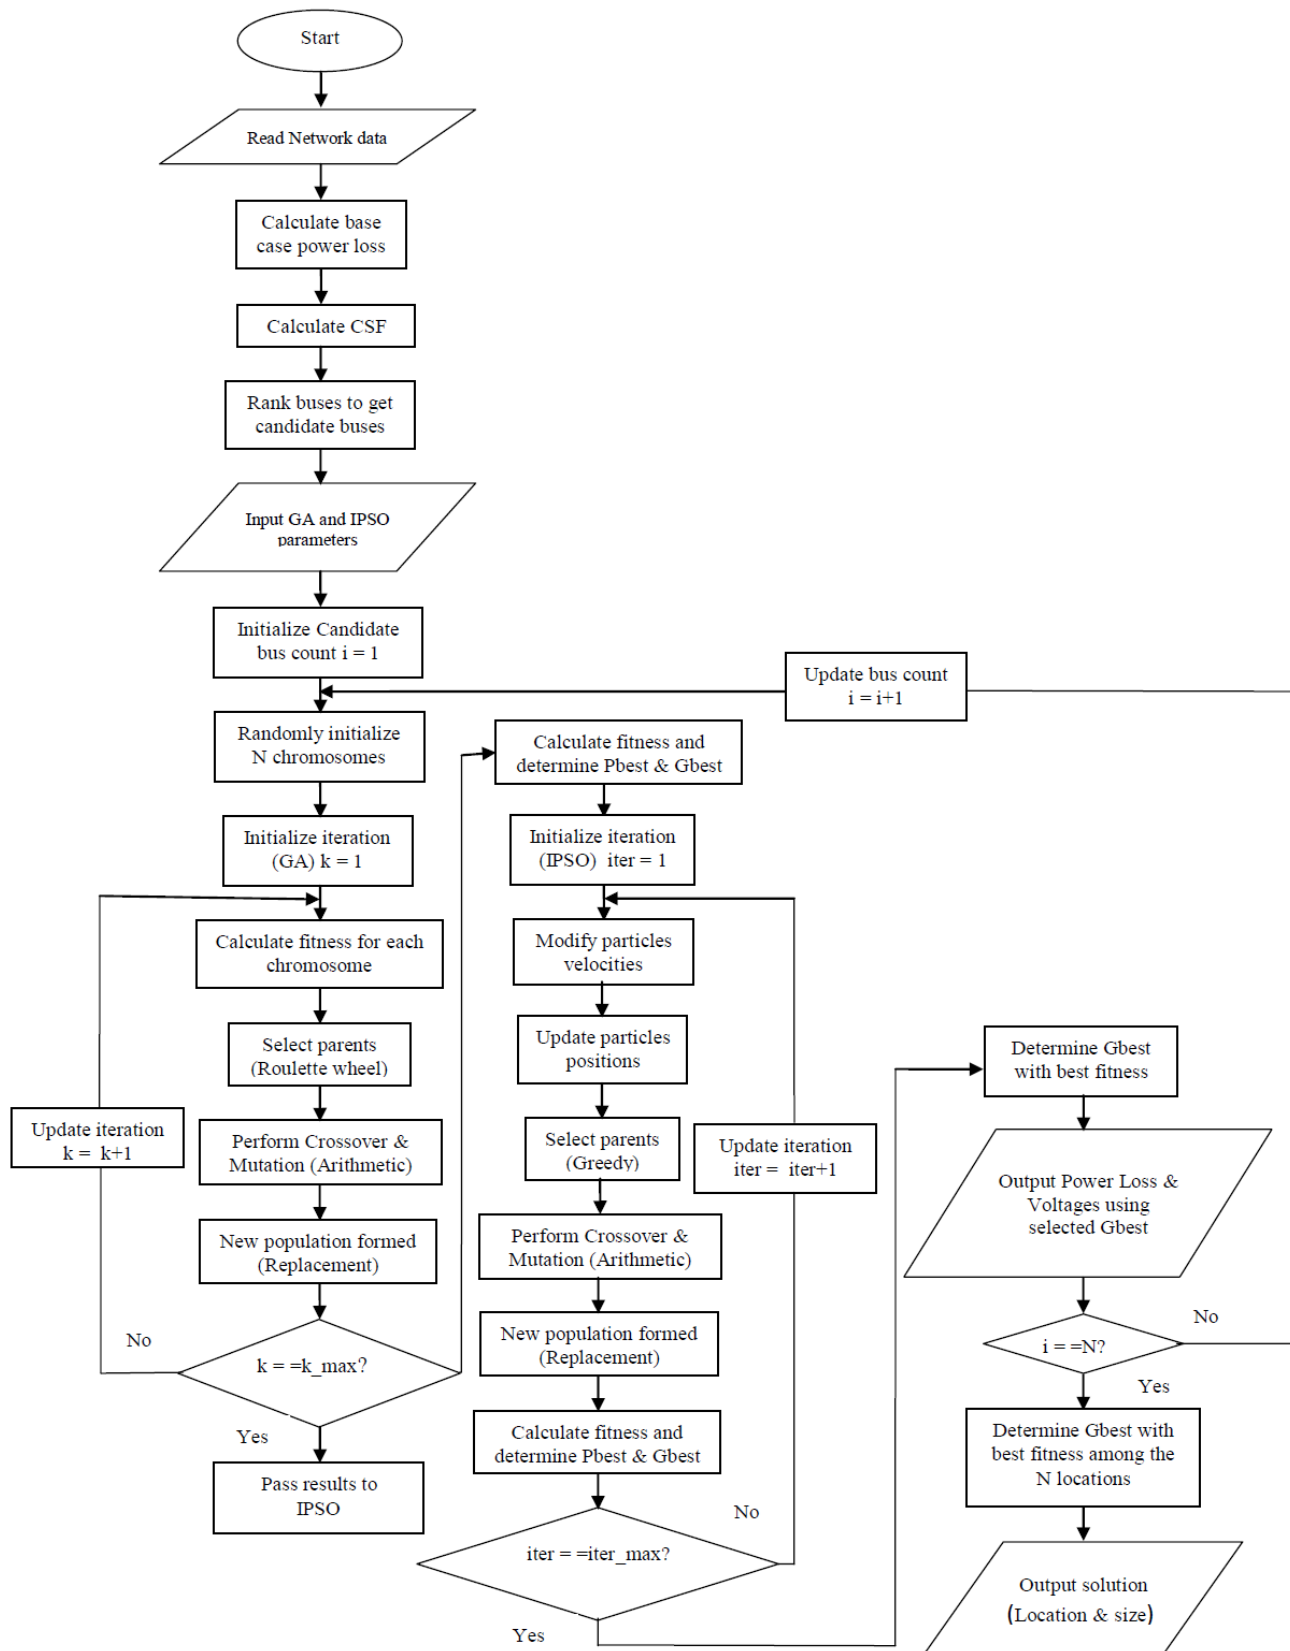 Start
Read Network data
Calculate base
case power loss
Calculate CSF
Rank buses to get
candidate buses
Input GA and IPSO
parameters
Initialize Candidate
bus count i = 1
Update bus count
i = i+1
Randomly initialize
N chromosomes
Initialize iteration
(GA) k = 1
Calculate fitness for each
chromosome
Select parents
(Roulette wheel)
Update iteration
k = k+1
Perform Crossover &
Mutation (Arithmetic)
New population formed
(Replacement)
No
k = =k_max?
Yes
Pass results to
IPSO
Calculate fitness and
determine Pbest & Gbest
Initialize iteration
(IPSO) iter = 1
Modify particles
velocities
Update particles
positions
Select parents
(Greedy)
Update iteration
iter = iter+1
Perform Crossover &
Mutation (Arithmetic)
New population formed
(Replacement)
Calculate fitness and
determine Pbest & Gbest
No
iter = =iter_max?
Yes
Determine Gbest
with best fitness
Output Power Loss &
Voltages using
selected Gbest
No
i = =N?
Yes
Determine Gbest with
best fitness among the
N locations
Output solution
(Location & size)